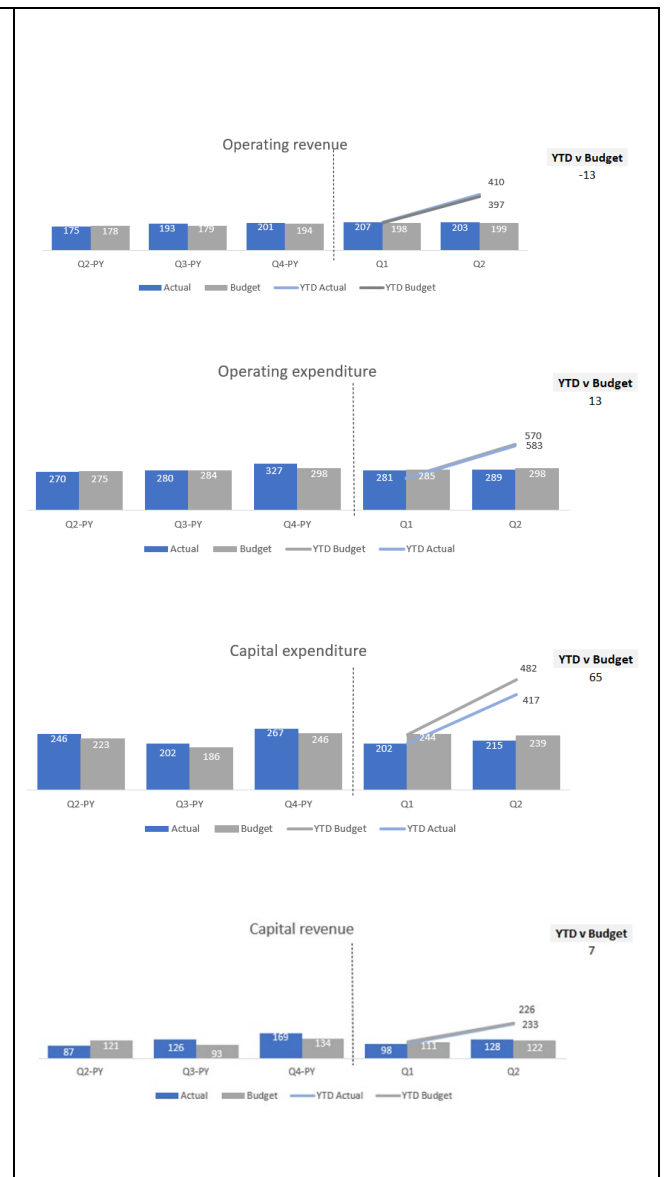 Operating revenue
YTD v Budget
-13
410
397
175 178 193 179 201 194 207 198 203 199
Q2-PY Q3-PY Q4-PY Q1 Q2
Actual Budget YTD Actual YTD Budget
Operating expenditure
YTD v Budget
13
570
583
270 275 280 284 327 298 281 285 289 298
Q2-PY Q3-PY Q4-PY Q1 Q2
Actual Budget YTD Budget YTD Actual
Capital expenditure
YTD v Budget
65
482
417
246 223 202 186 267 246 202 244 215 239
Q2-PY Q3-PY Q4-PY Q1 Q2
Actual Budget YTD Budget YTD Actual
Capital revenue
YTD v Budget
7
226
233
87 121 126 93 169 134 98 111 128 122
Q2-PY Q3-PY Q4-PY Q1 Q2
Actual Budget YTD Actual YTD Budget